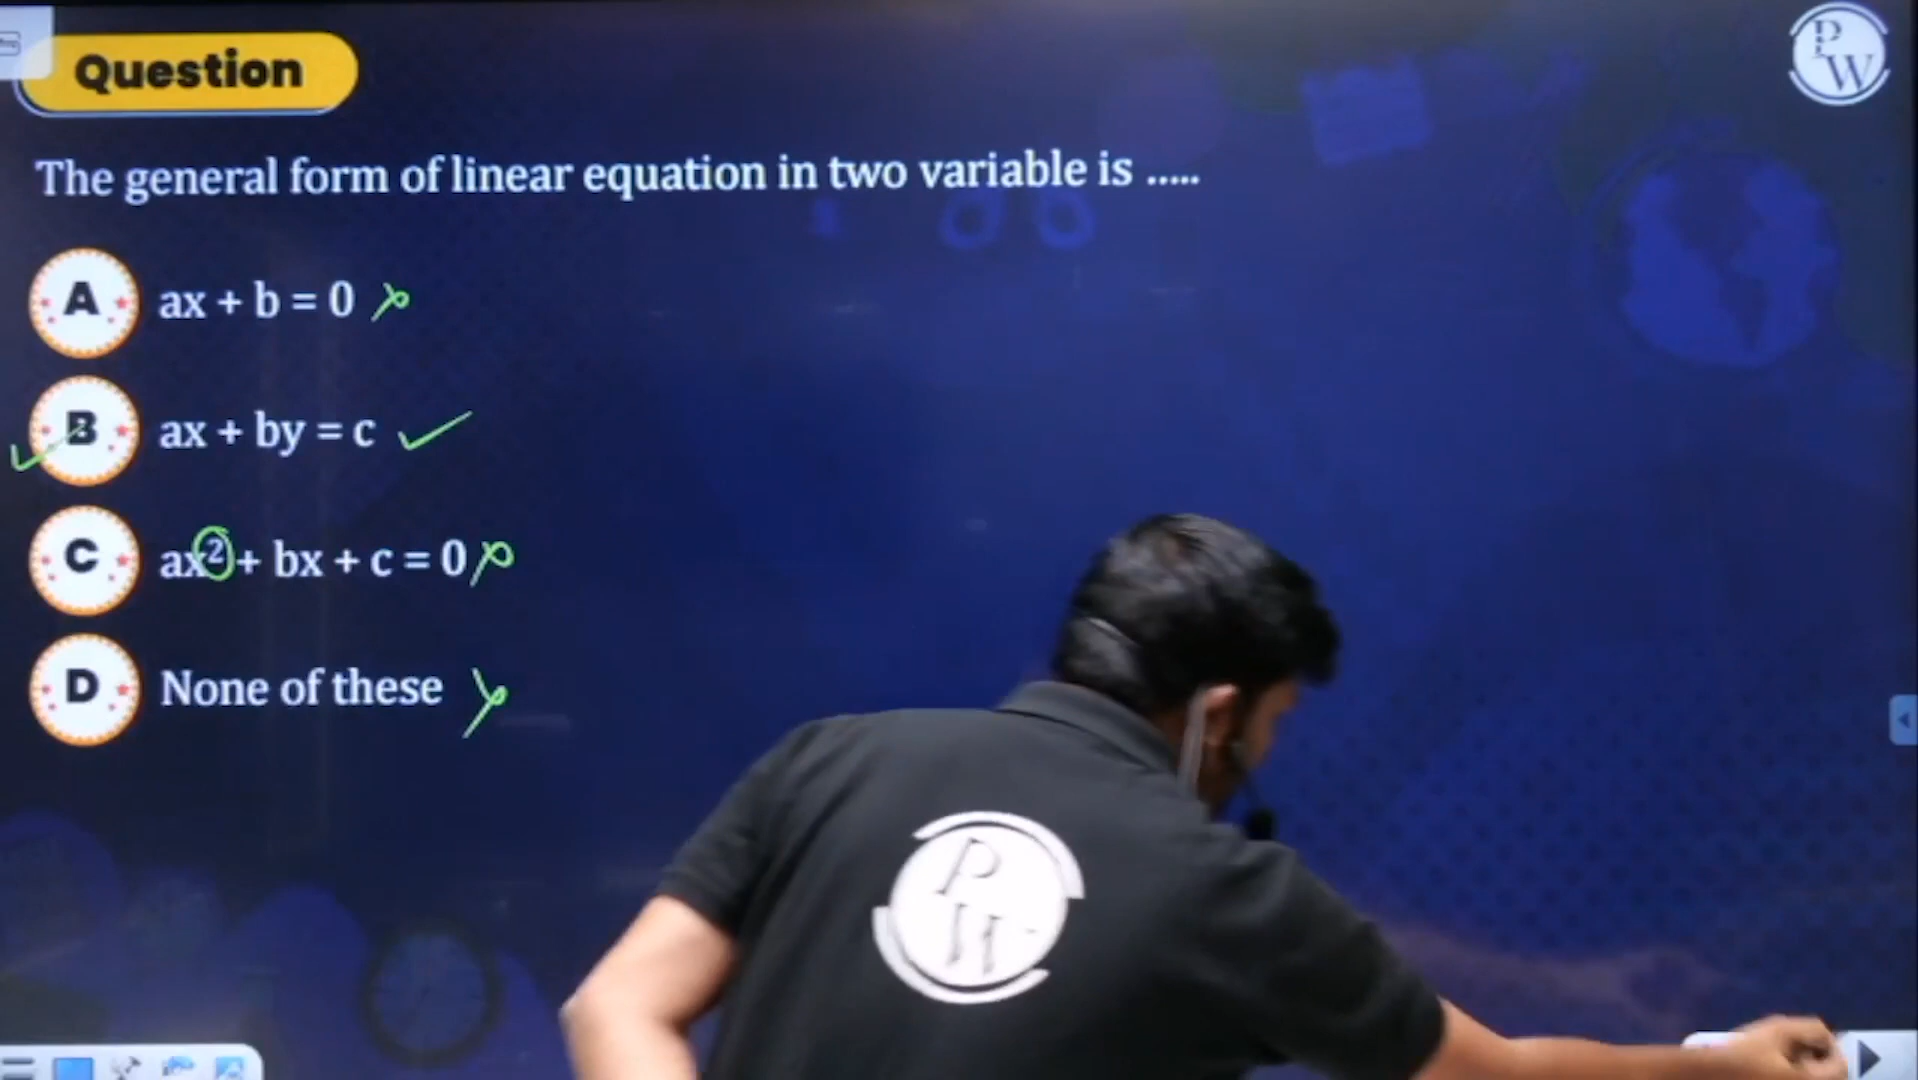 Question
PW
The general form of linear equation in two variable is .....
A ax + b = 0
B ax + by = c
C ax² + bx + c = 0
D None of these